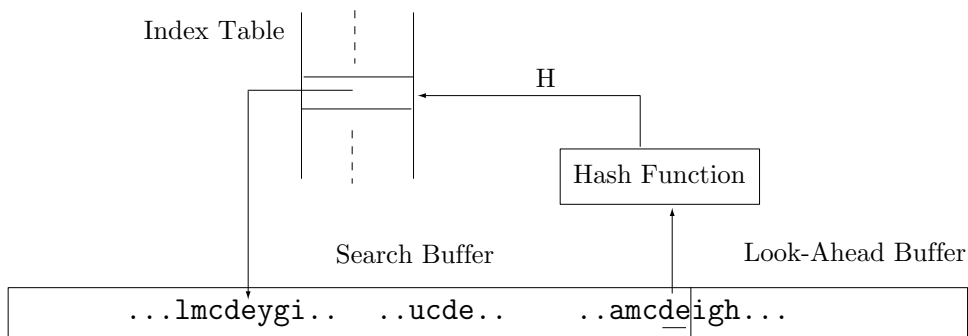 Index Table
H
Hash Function
Search Buffer
Look-Ahead Buffer
...lmcdeygi.. ..ucde.. ..amcdeigh...